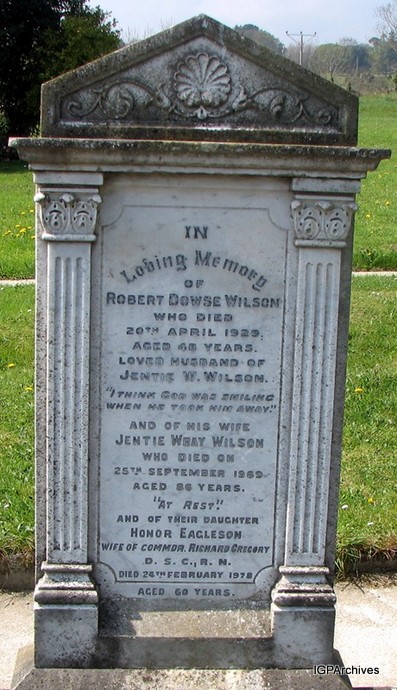 IN
Loving Memory
OF
ROBERT DOWSE WILSON
WHO DIED
20TH APRIL 1929.
AGED 48 YEARS.
LOVED HUSBAND OF
JENTIE W. WILSON.
"I THINK GOD WAS SMILING
WHEN HE TOOK HIM AWAY."
AND OF HIS WIFE
JENTIE WRAY WILSON
WHO DIED ON
25TH SEPTEMBER 1969
AGED 86 YEARS.
"AT REST".
AND OF THEIR DAUGHTER
HONOR EAGLESON
WIFE OF COMMDR. RICHARD GREGORY
D.S.C., R.N.
DIED 24TH FEBRUARY 1978
AGED 60 YEARS.
IGPArchives